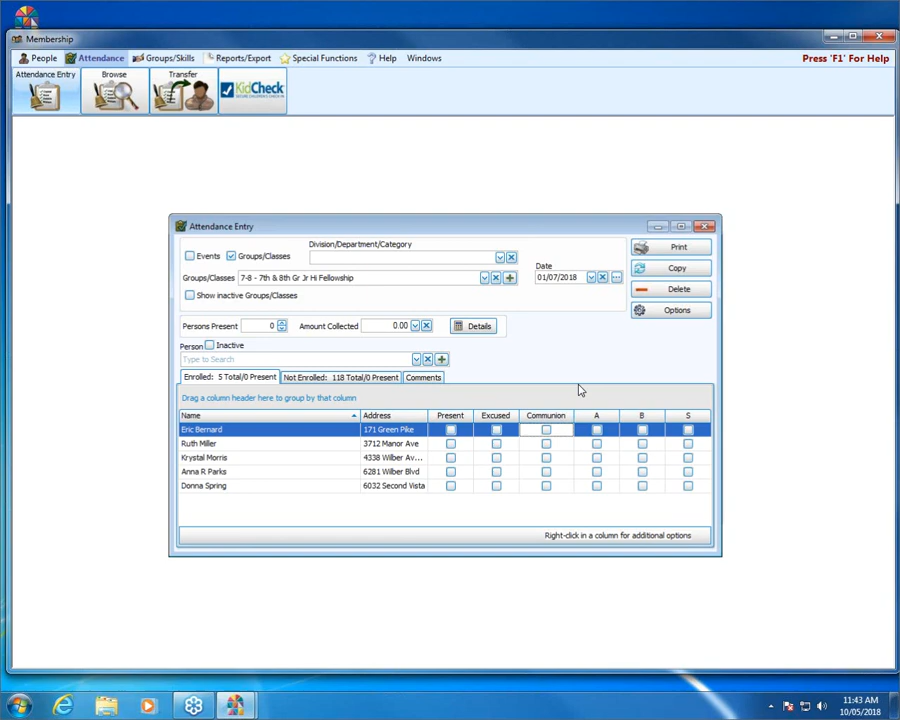 Membership
People Attendance Groups/Skills Reports/Export Special Functions Help Windows Press 'F1' For Help
Attendance Entry Browse Transfer KidCheck
Attendance Entry
Division/Department/Category
Events Groups/Classes
Print
Groups/Classes 7-8 - 7th & 8th Gr Jr Hi Fellowship
Date
01/07/2018
Copy
Show inactive Groups/Classes
Delete
Options
Persons Present 0 Amount Collected 0.00 Details
Person Inactive
Type to Search
Enrolled: 5 Total/0 Present Not Enrolled: 118 Total/0 Present Comments
Drag a column header here to group by that column
Name Address Present Excused Communion A B S
Eric Bernard 171 Green Pike
Ruth Miller 3712 Manor Ave
Krystal Morris 4338 Wilber Av...
Anna R Parks 6281 Wilber Blvd
Donna Spring 6032 Second Vista
Right-click in a column for additional options
11:43 AM
10/05/2018